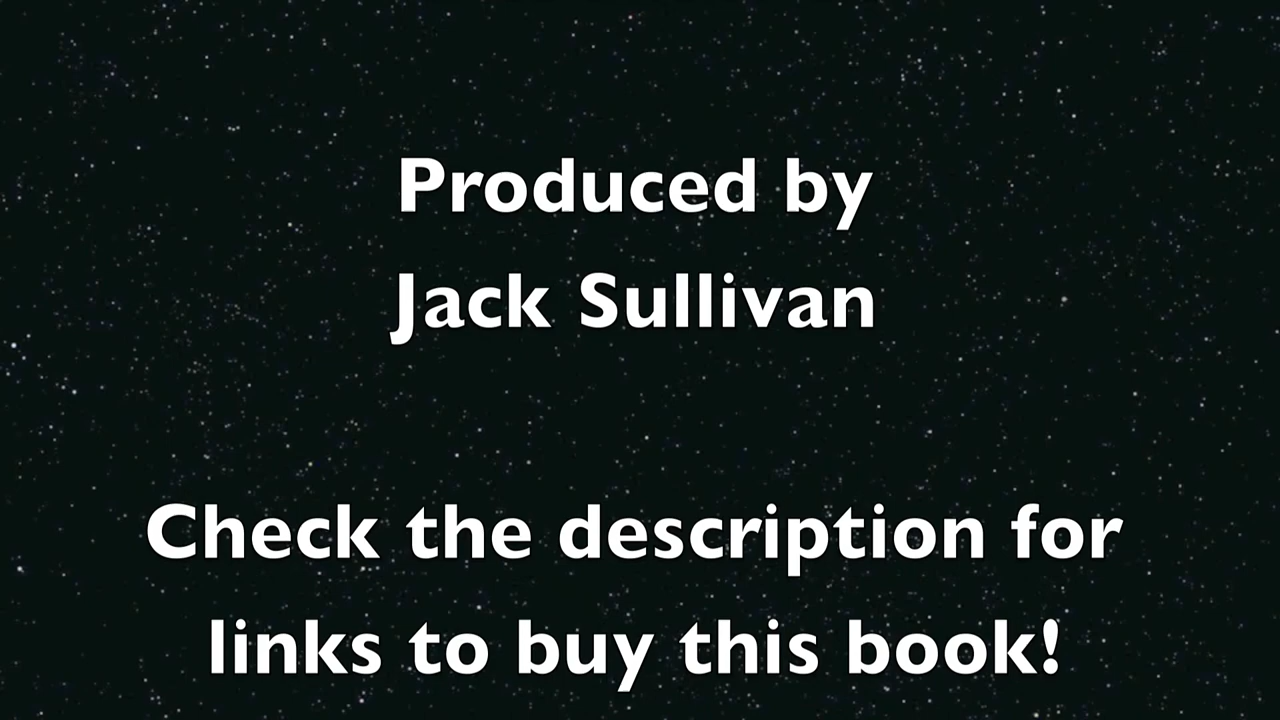 Produced by
Jack Sullivan
Check the description for
links to buy this book!